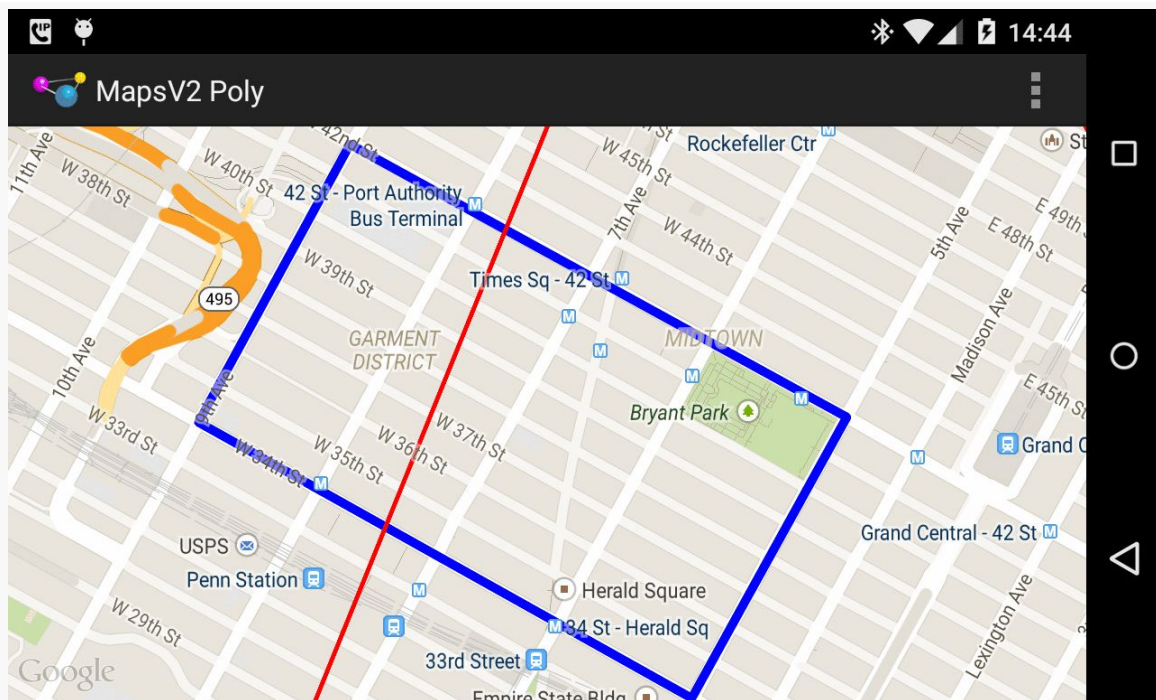 14:44
MapsV2 Poly
W 42nd St
Rockefeller Ctr
St
11th Ave
W 40th St
W 45th St
W 38th St
42 St - Port Authority
Bus Terminal
7th Ave
W 44th St
5th Ave
E 49th St
E 48th St
W 39th St
Times Sq - 42 St
495
GARMENT
DISTRICT
MIDTOWN
Madison Ave
10th Ave
9th Ave
E 45th St
Bryant Park
W 33rd St
W 34th St
W 35th St
W 36th St
W 37th St
Grand C
Grand Central - 42 St
USPS
Penn Station
Herald Square
W 29th St
34 St - Herald Sq
Lexington Ave
33rd Street
Google
Empire State Bldg